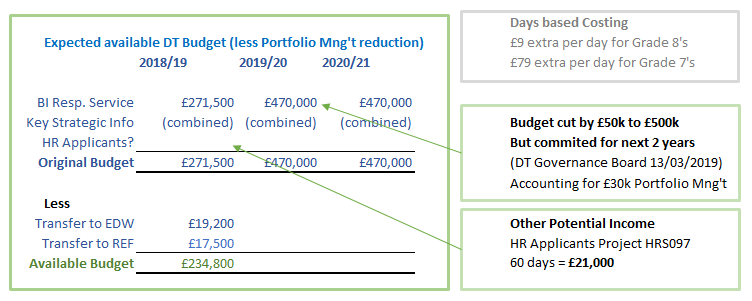 Expected available DT Budget (less Portfolio Mng't reduction)
2018/19 2019/20 2020/21
BI Resp. Service £271,500 £470,000 £470,000
Key Strategic Info (combined) (combined) (combined)
HR Applicants?
Original Budget £271,500 £470,000 £470,000
Less
Transfer to EDW £19,200
Transfer to REF £17,500
Available Budget £234,800
Days based Costing
£9 extra per day for Grade 8's
£79 extra per day for Grade 7's
Budget cut by £50k to £500k
But commited for next 2 years
(DT Governance Board 13/03/2019)
Accounting for £30k Portfolio Mng't
Other Potential Income
HR Applicants Project HRS097
60 days = £21,000